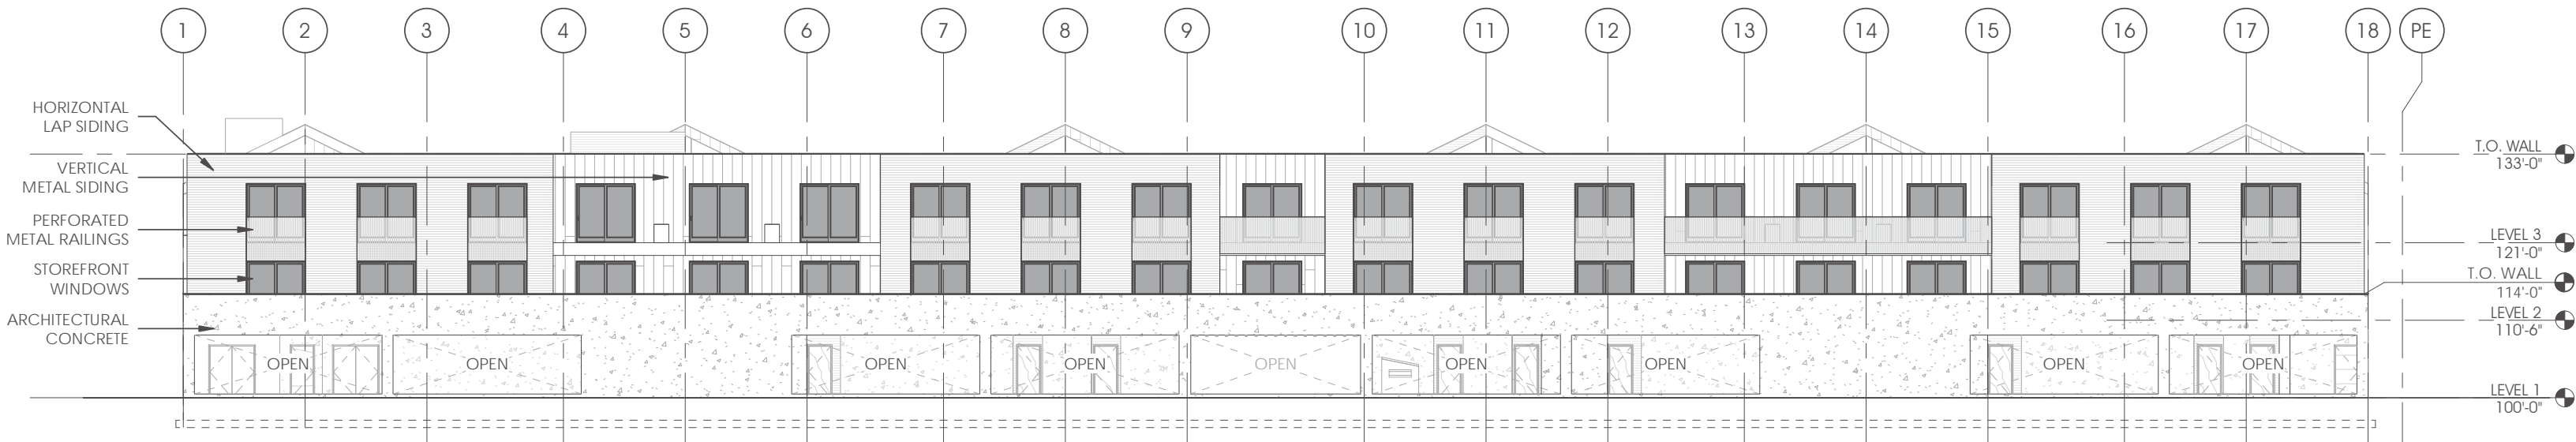 1 2 3 4 5 6 7 8 9 10 11 12 13 14 15 16 17 18 PE
HORIZONTAL
LAP SIDING
VERTICAL
METAL SIDING
PERFORATED
METAL RAILINGS
STOREFRONT
WINDOWS
ARCHITECTURAL
CONCRETE
T.O. WALL
133'-0"
LEVEL 3
121'-0"
T.O. WALL
114'-0"
LEVEL 2
110'-6"
OPEN OPEN OPEN OPEN OPEN OPEN OPEN OPEN OPEN
LEVEL 1
100'-0"